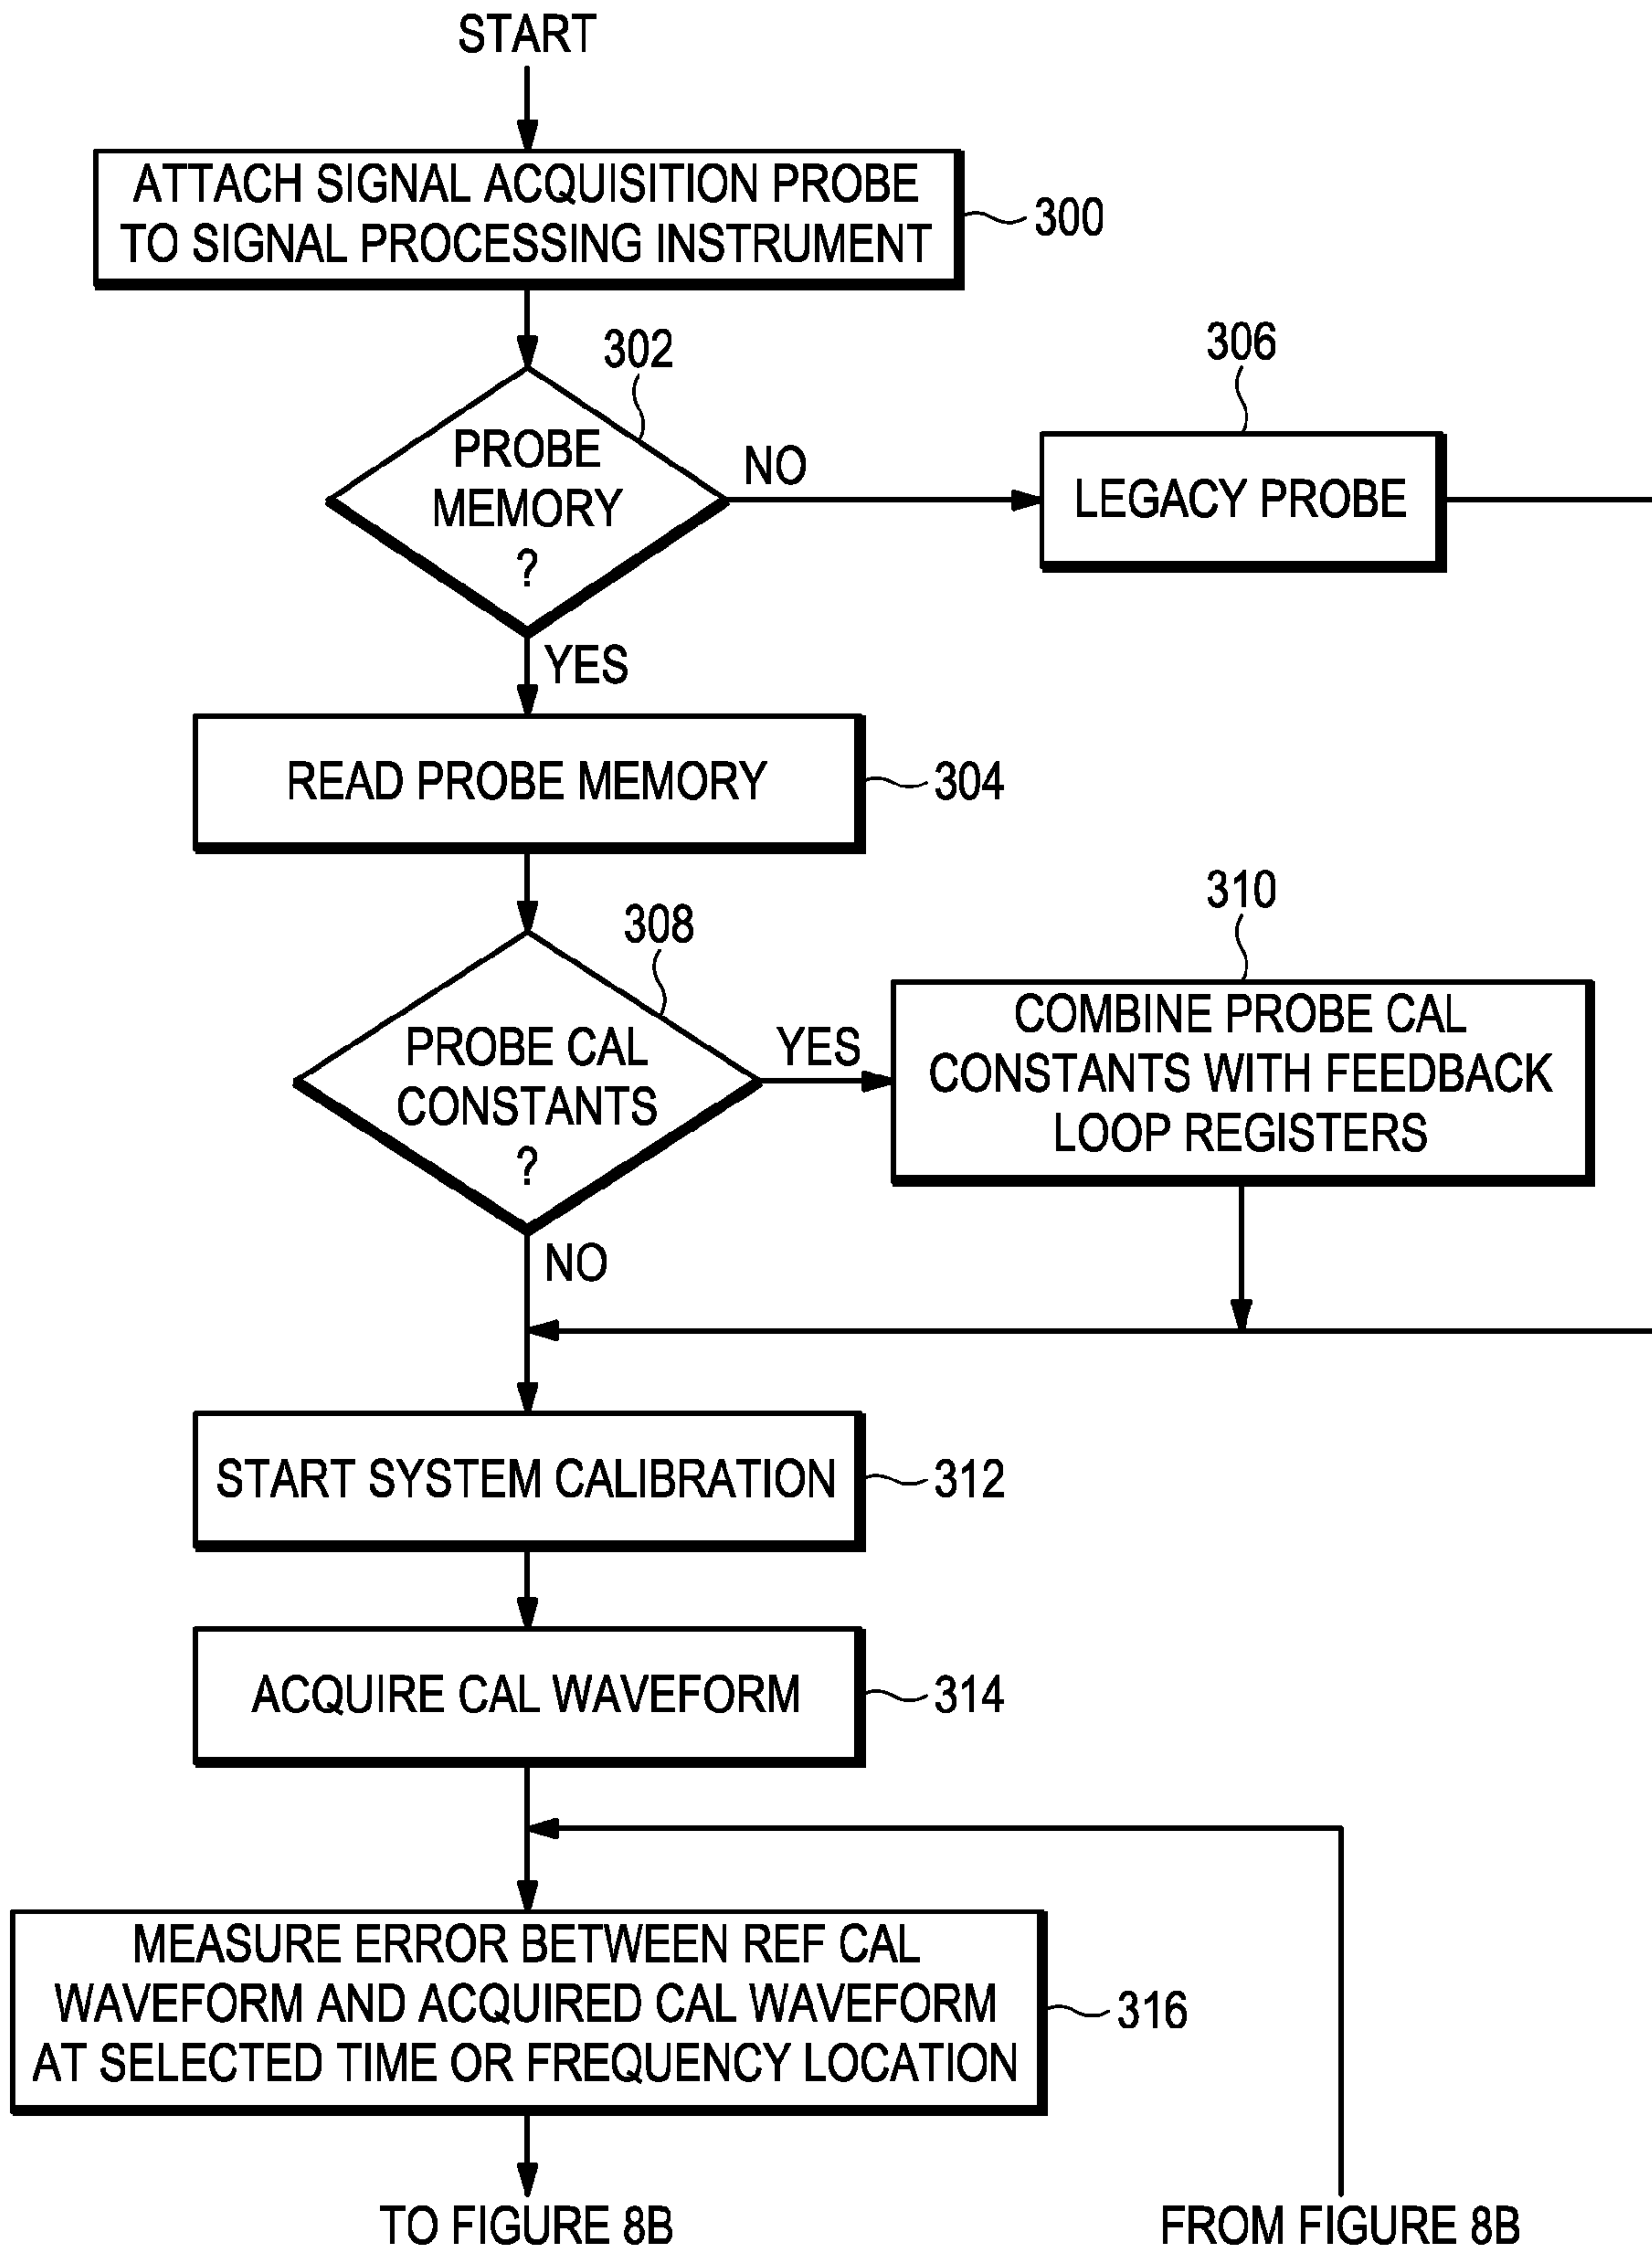 START
ATTACH SIGNAL ACQUISITION PROBE
TO SIGNAL PROCESSING INSTRUMENT
300
302
PROBE
MEMORY
?
NO
YES
306
LEGACY PROBE
READ PROBE MEMORY
304
308
PROBE CAL
CONSTANTS
?
YES
NO
310
COMBINE PROBE CAL
CONSTANTS WITH FEEDBACK
LOOP REGISTERS
START SYSTEM CALIBRATION
312
ACQUIRE CAL WAVEFORM
314
MEASURE ERROR BETWEEN REF CAL
WAVEFORM AND ACQUIRED CAL WAVEFORM
AT SELECTED TIME OR FREQUENCY LOCATION
316
TO FIGURE 8B
FROM FIGURE 8B